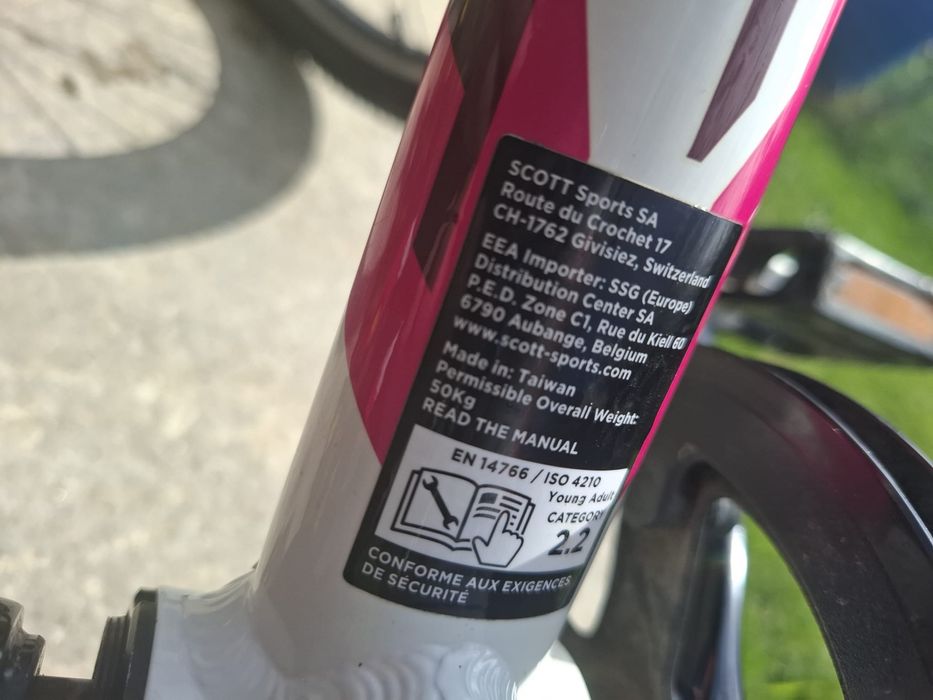 SCOTT Sports SA
Route du Crochet 17
CH-1762 Givisiez, Switzerland
EEA Importer: SSG (Europe)
Distribution Center SA
P.E.D. Zone C1, Rue du Kiell 60
6790 Aubange, Belgium
www.scott-sports.com
Made in: Taiwan
Permissible Overall Weight:
50Kg
READ THE MANUAL
EN 14766 / ISO 4210
Young Adult
CATEGORY
2.2
CONFORME AUX EXIGENCES
DE SÉCURITÉ